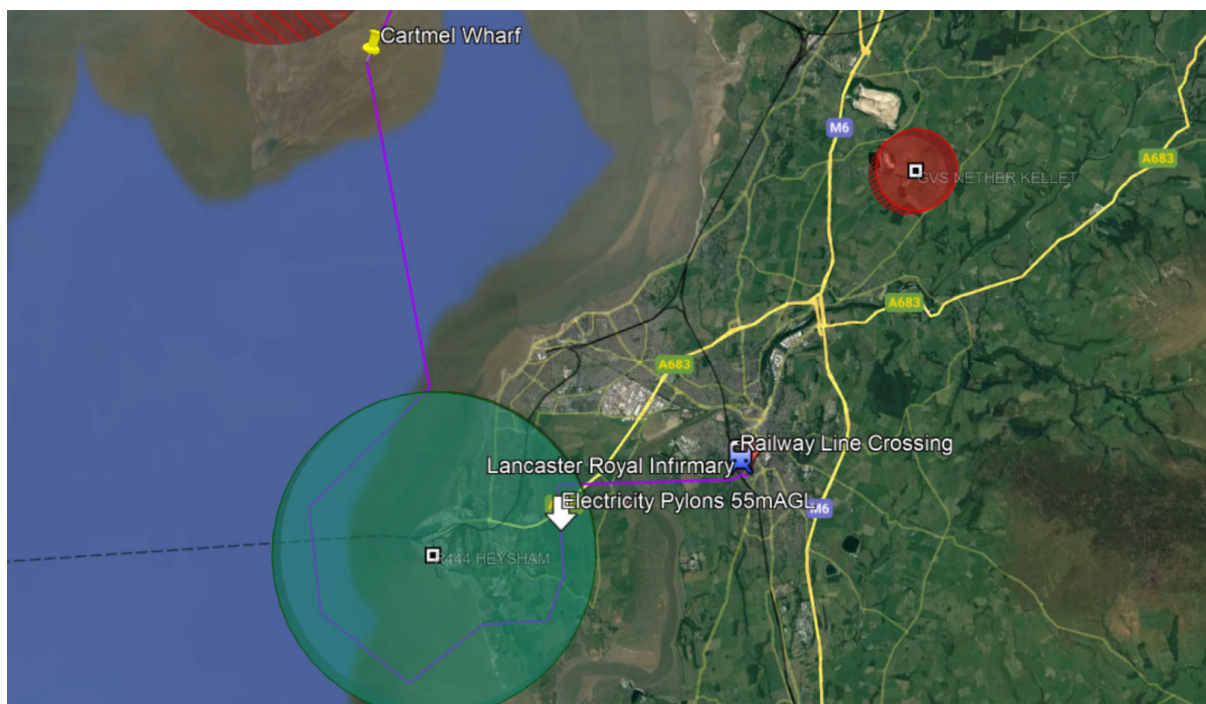 Cartmel Wharf
M6
A683
GVS NETHER KELLET
A683
A683
Railway Line Crossing
Lancaster Royal Infirmary
Electricity Pylons 55mAGL
M6
R444 HEYSHAM